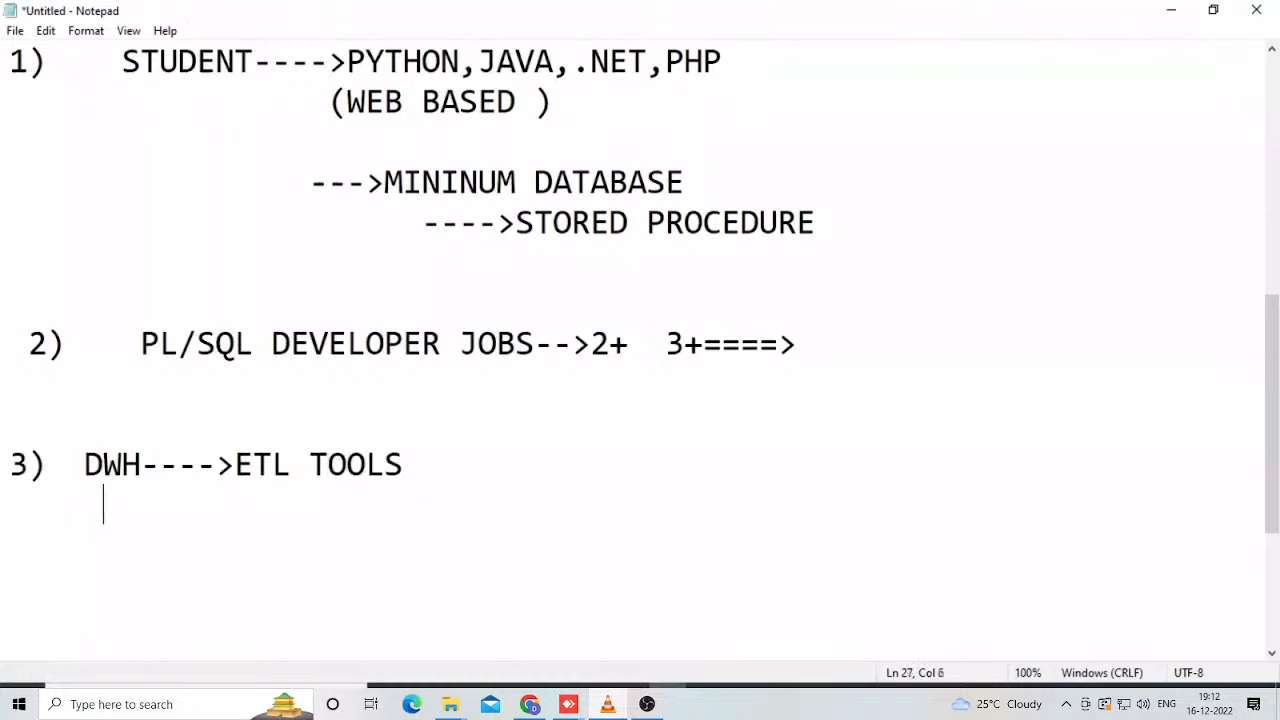 *Untitled - Notepad
File Edit Format View Help
1) STUDENT---->PYTHON,JAVA,.NET,PHP
(WEB BASED )
--->MININUM DATABASE
---->STORED PROCEDURE
2) PL/SQL DEVELOPER JOBS-->2+ 3+====>
3) DWH---->ETL TOOLS
Ln 27, Col 6 100% Windows (CRLF) UTF-8
Type here to search 25°C Cloudy ENG 19:12
16-12-2022